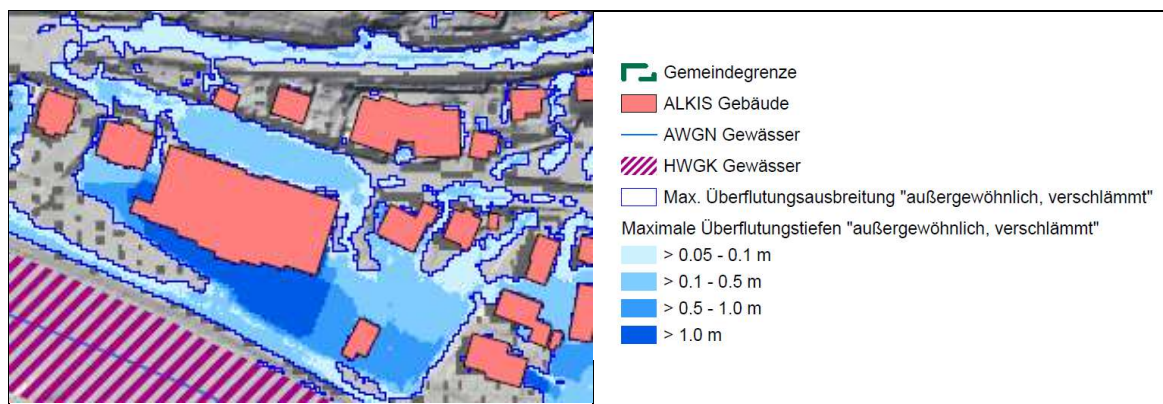 Gemeindegrenze
ALKIS Gebäude
AWGN Gewässer
HWGK Gewässer
Max. Überflutungsausbreitung "außergewöhnlich, verschlämmt"
Maximale Überflutungstiefen "außergewöhnlich, verschlämmt"
> 0.05 - 0.1 m
> 0.1 - 0.5 m
> 0.5 - 1.0 m
> 1.0 m